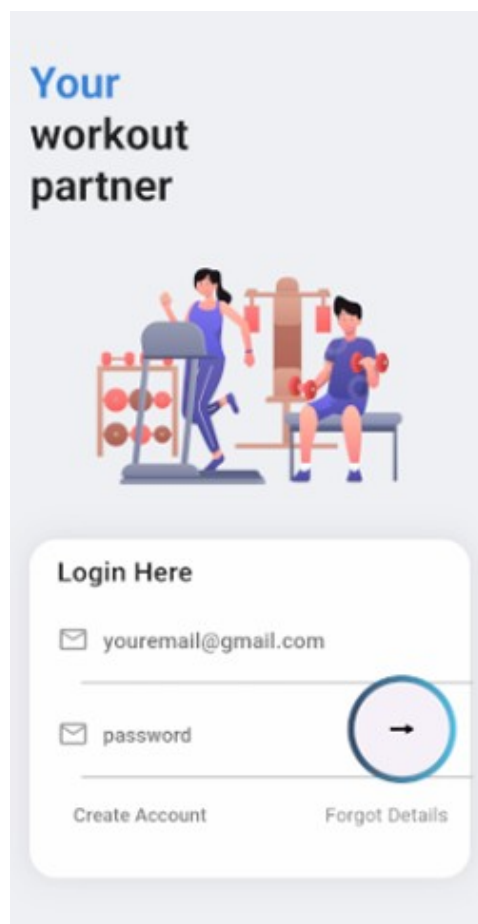 Your
workout
partner
Login Here
youremail@gmail.com
password
Create Account Forgot Details